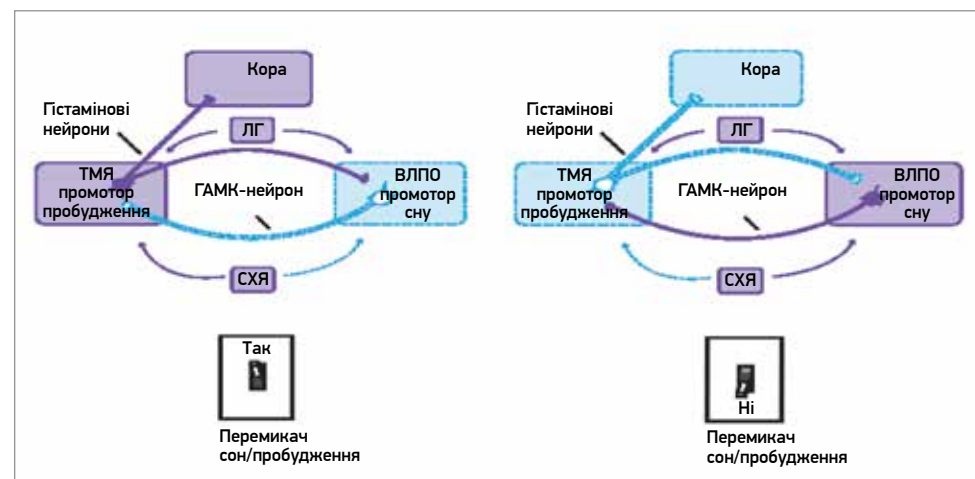 Кора
Гістамінові
нейрони
ЛГ
ТМЯ
промотор
пробудження
ГАМК-нейрон
ВЛПО
промотор
сну
СХЯ
Так
Перемикач
сон/пробудження
Кора
Гістамінові
нейрони
ЛГ
ТМЯ
промотор
пробудження
ГАМК-нейрон
ВЛПО
промотор
сну
СХЯ
Ні
Перемикач
сон/пробудження